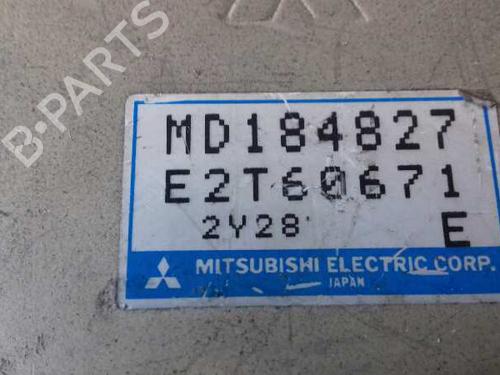 B-PARTS
MD184827
E2T60671
2Y28
E
MITSUBISHI ELECTRIC CORP.
JAPAN